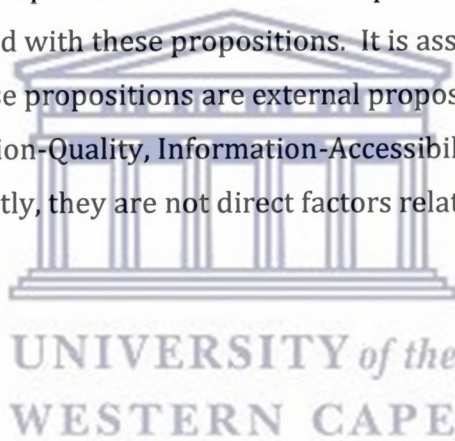 d with these propositions. It is ass
e propositions are external propos
ion-Quality, Information-Accessibil
tly, they are not direct factors relat
UNIVERSITY of the
WESTERN CAPE